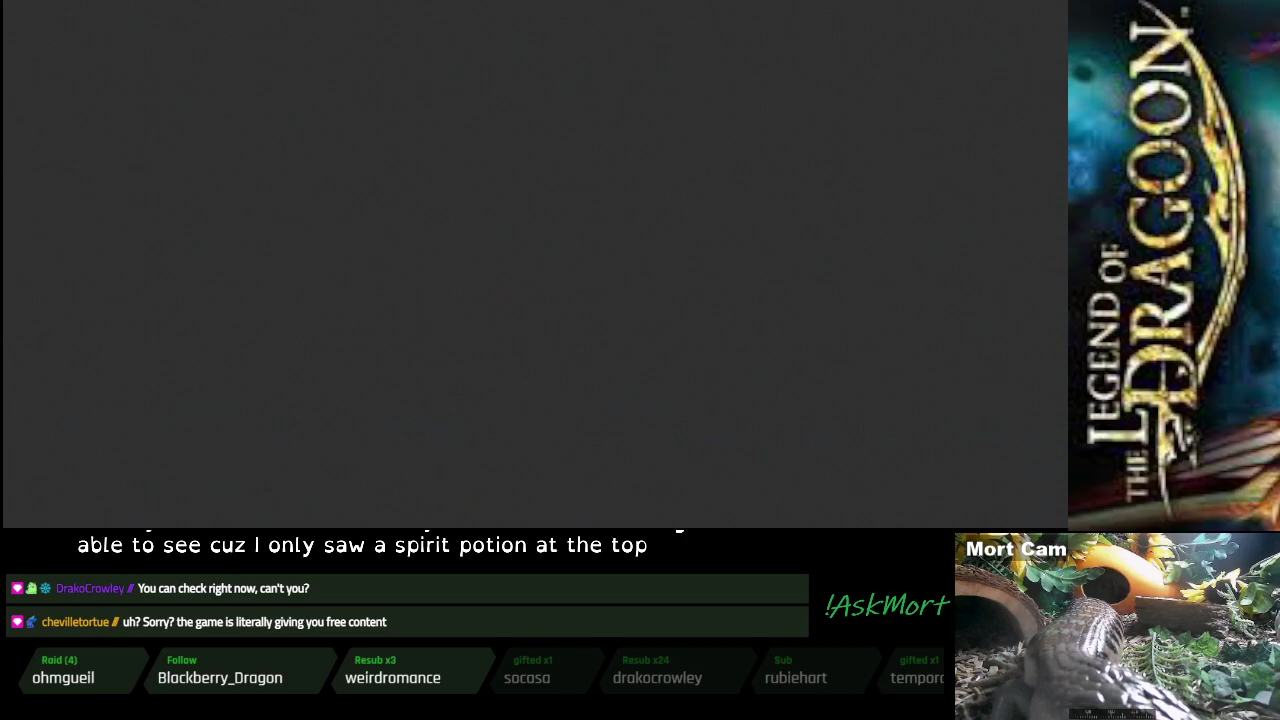 THE LEGEND OF
DRAGOON
able to see cuz I only saw a spirit potion at the top
DrakoCrowley // You can check right now, can't you?
chevilletortue // uh? Sorry? the game is literally giving you free content
!AskMort
Mort Cam
Raid (4)
ohmgueil
Follow
Blackberry_Dragon
Resub x3
weirdromance
gifted x1
socasa
Resub x24
drakocrowley
Sub
rubiehart
gifted x1